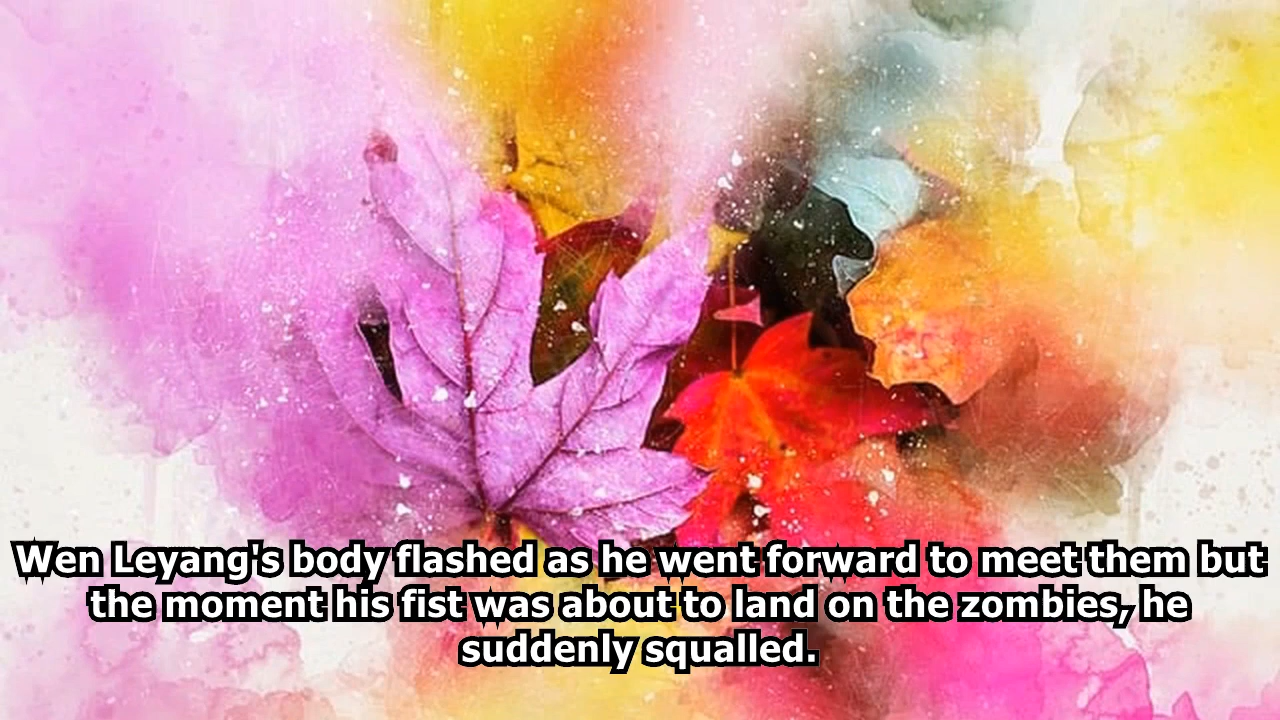 Wen Leyang's body flashed as he went forward to meet them but
the moment his fist was about to land on the zombies, he
suddenly squalled.